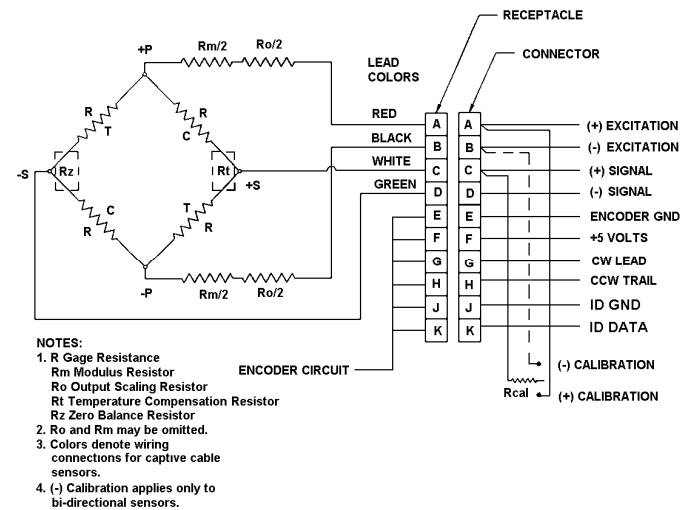 RECEPTACLE
CONNECTOR
LEAD
COLORS
+P
Rm/2 Ro/2
R
T
R
C
-S
Rz
Rt
+S
C
R
T
R
-P
Rm/2 Ro/2
RED
BLACK
WHITE
GREEN
A A (+) EXCITATION
B B (-) EXCITATION
C C (+) SIGNAL
D D (-) SIGNAL
E E ENCODER GND
F F +5 VOLTS
G G CW LEAD
H H CCW TRAIL
J J ID GND
K K ID DATA
ENCODER CIRCUIT
(-) CALIBRATION
Rcal
(+) CALIBRATION
NOTES:
1. R Gage Resistance
Rm Modulus Resistor
Ro Output Scaling Resistor
Rt Temperature Compensation Resistor
Rz Zero Balance Resistor
2. Ro and Rm may be omitted.
3. Colors denote wiring
connections for captive cable
sensors.
4. (-) Calibration applies only to
bi-directional sensors.